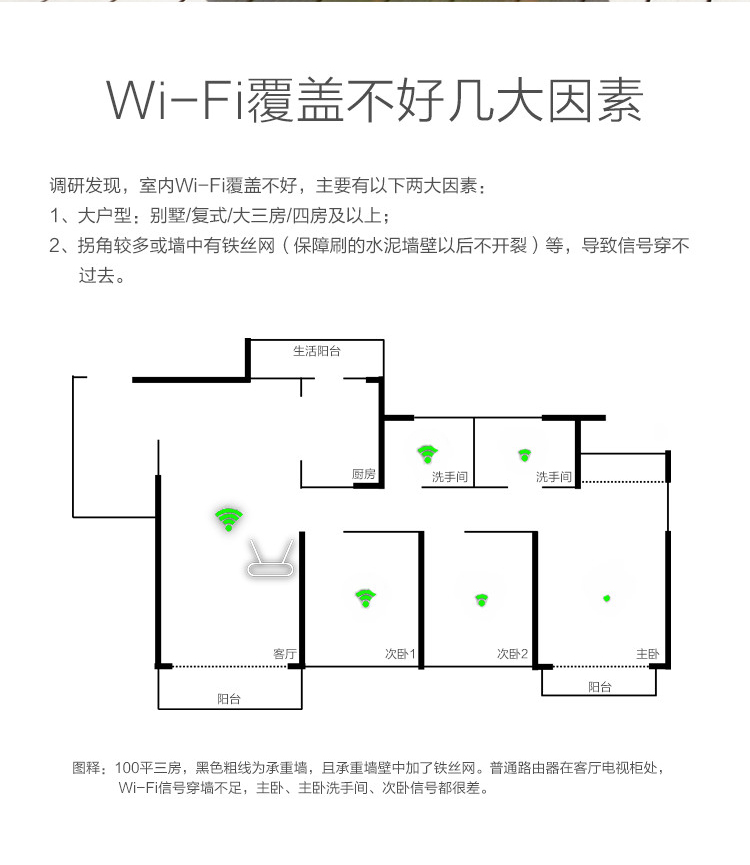 Wi-Fi覆盖不好几大因素
调研发现，室内Wi-Fi覆盖不好，主要有以下两大因素：
1、大户型：别墅/复式/大三房/四房及以上；
2、拐角较多或墙中有铁丝网（保障刷的水泥墙壁以后不开裂）等，导致信号穿不
过去。
生活阳台
厨房
洗手间
洗手间
客厅
次卧1
次卧2
主卧
阳台
阳台
图释：100平三房，黑色粗线为承重墙，且承重墙壁中加了铁丝网。普通路由器在客厅电视柜处，
Wi-Fi信号穿墙不足，主卧、主卧洗手间、次卧信号都很差。